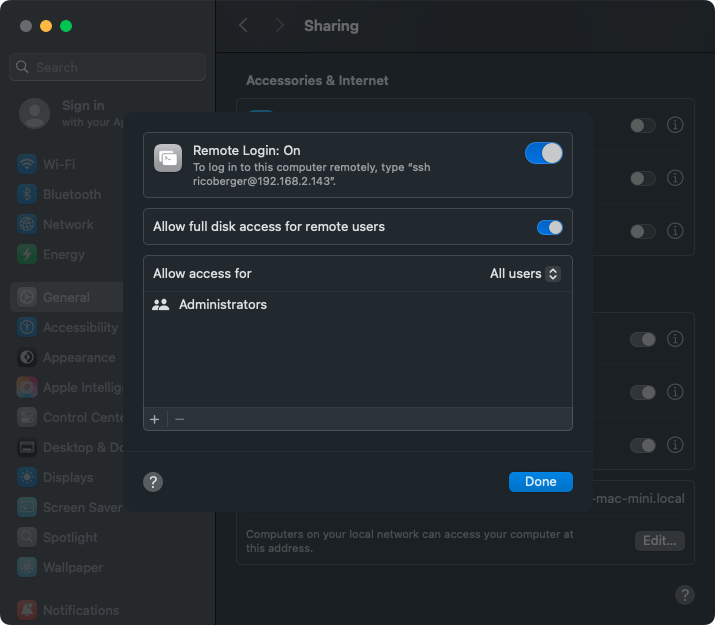 Sharing
Search
Sign in
with your Ap
Wi-Fi
Bluetooth
Network
Energy
General
Accessibility
Appearance
Apple Intellig
Control Cente
Desktop & Do
Displays
Screen Saver
Spotlight
Wallpaper
Notifications
Accessories & Internet
Remote Login: On
To log in to this computer remotely, type “ssh
ricoberger@192.168.2.143”.
Allow full disk access for remote users
Allow access for
All users
Administrators
+ −
?
Done
-mac-mini.local
Computers on your local network can access your computer at
this address.
Edit...
?